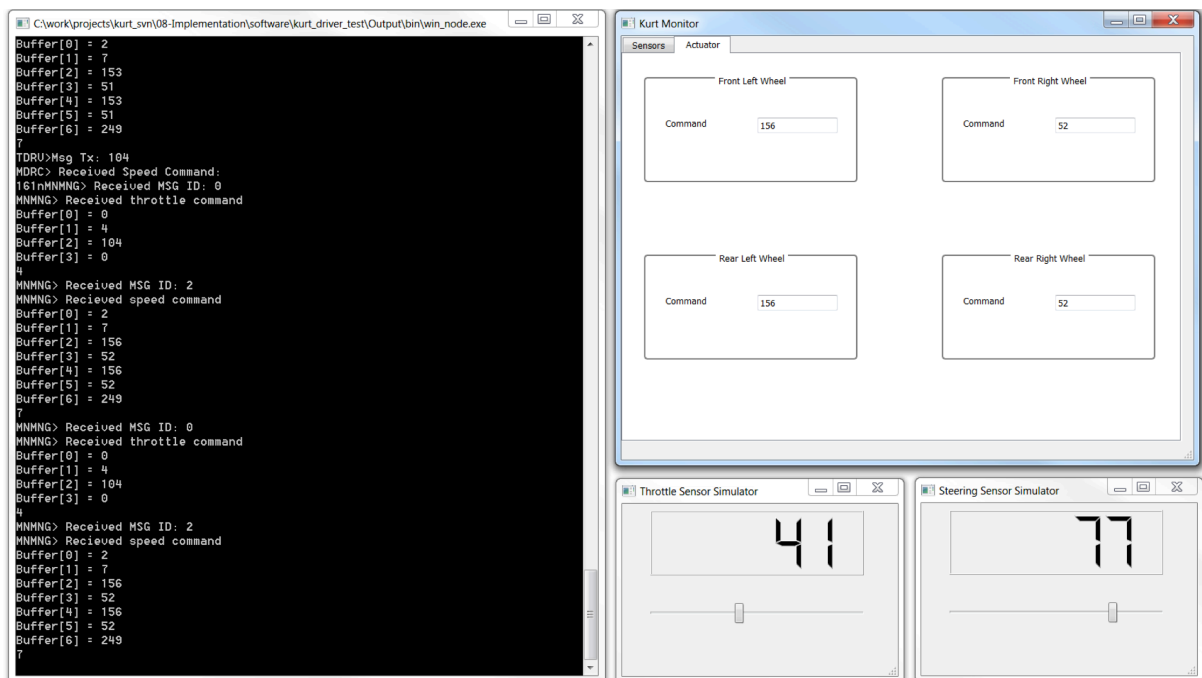 C:\work\projects\kurt_svn\08-Implementation\software\kurt_driver_test\Output\bin\win_node.exe
Buffer[0] = 2
Buffer[1] = 7
Buffer[2] = 153
Buffer[3] = 51
Buffer[4] = 153
Buffer[5] = 51
Buffer[6] = 249
7
TDRV>Msg Tx: 104
MDRC> Received Speed Command:
161nMNMNG> Received MSG ID: 0
MNMNG> Received throttle command
Buffer[0] = 0
Buffer[1] = 4
Buffer[2] = 104
Buffer[3] = 0
4
MNMNG> Received MSG ID: 2
MNMNG> Recieved speed command
Buffer[0] = 2
Buffer[1] = 7
Buffer[2] = 156
Buffer[3] = 52
Buffer[4] = 156
Buffer[5] = 52
Buffer[6] = 249
7
MNMNG> Received MSG ID: 0
MNMNG> Received throttle command
Buffer[0] = 0
Buffer[1] = 4
Buffer[2] = 104
Buffer[3] = 0
4
MNMNG> Received MSG ID: 2
MNMNG> Recieved speed command
Buffer[0] = 2
Buffer[1] = 7
Buffer[2] = 156
Buffer[3] = 52
Buffer[4] = 156
Buffer[5] = 52
Buffer[6] = 249
7
Kurt Monitor
Sensors Actuator
Front Left Wheel
Command 156
Front Right Wheel
Command 52
Rear Left Wheel
Command 156
Rear Right Wheel
Command 52
Throttle Sensor Simulator
41
Steering Sensor Simulator
77